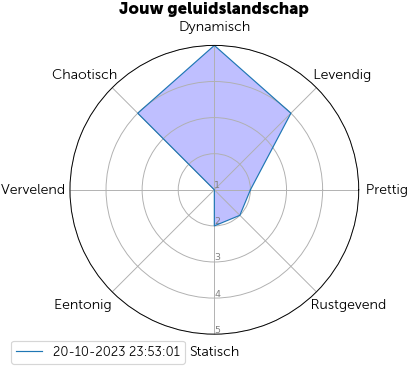 Jouw geluidslandschap
Dynamisch
Chaotisch
Levendig
Vervelend
1
Prettig
2
3
Eentonig
4
Rustgevend
5
20-10-2023 23:53:01
Statisch